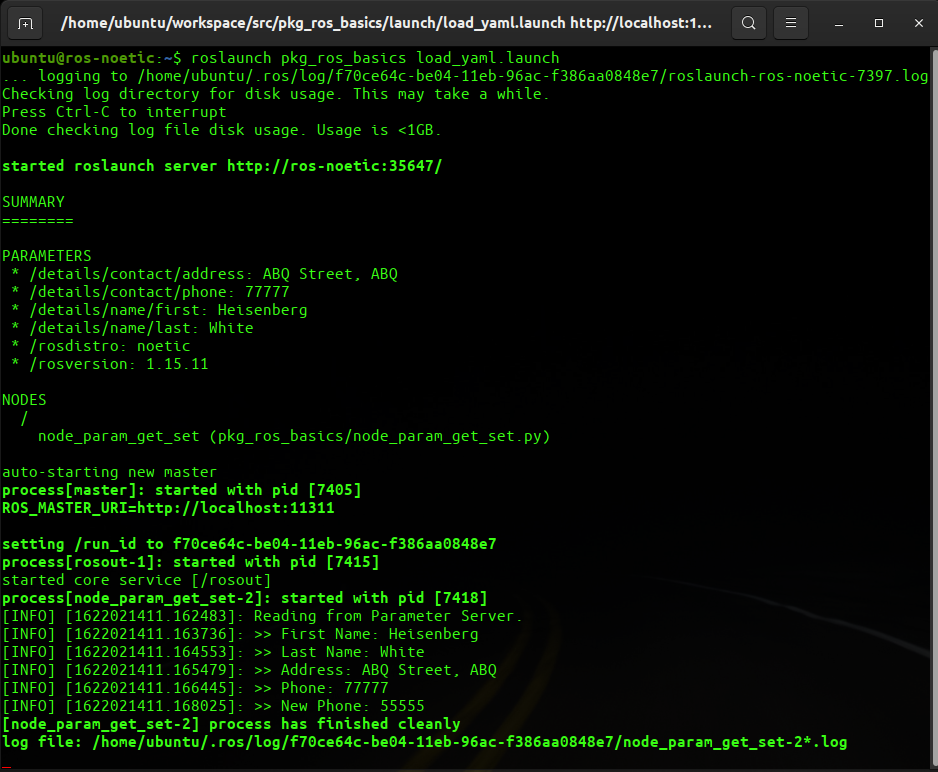 /home/ubuntu/workspace/src/pkg_ros_basics/launch/load_yaml.launch http://localhost:1...
ubuntu@ros-noetic:~$ roslaunch pkg_ros_basics load_yaml.launch
... logging to /home/ubuntu/.ros/log/f70ce64c-be04-11eb-96ac-f386aa0848e7/roslaunch-ros-noetic-7397.log
Checking log directory for disk usage. This may take a while.
Press Ctrl-C to interrupt
Done checking log file disk usage. Usage is <1GB.

started roslaunch server http://ros-noetic:35647/

SUMMARY
========

PARAMETERS
 * /details/contact/address: ABQ Street, ABQ
 * /details/contact/phone: 77777
 * /details/name/first: Heisenberg
 * /details/name/last: White
 * /rosdistro: noetic
 * /rosversion: 1.15.11

NODES
  /
    node_param_get_set (pkg_ros_basics/node_param_get_set.py)

auto-starting new master
process[master]: started with pid [7405]
ROS_MASTER_URI=http://localhost:11311

setting /run_id to f70ce64c-be04-11eb-96ac-f386aa0848e7
process[rosout-1]: started with pid [7415]
started core service [/rosout]
process[node_param_get_set-2]: started with pid [7418]
[INFO] [1622021411.162483]: Reading from Parameter Server.
[INFO] [1622021411.163736]: >> First Name: Heisenberg
[INFO] [1622021411.164553]: >> Last Name: White
[INFO] [1622021411.165479]: >> Address: ABQ Street, ABQ
[INFO] [1622021411.166445]: >> Phone: 77777
[INFO] [1622021411.168025]: >> New Phone: 55555
[node_param_get_set-2] process has finished cleanly
log file: /home/ubuntu/.ros/log/f70ce64c-be04-11eb-96ac-f386aa0848e7/node_param_get_set-2*.log